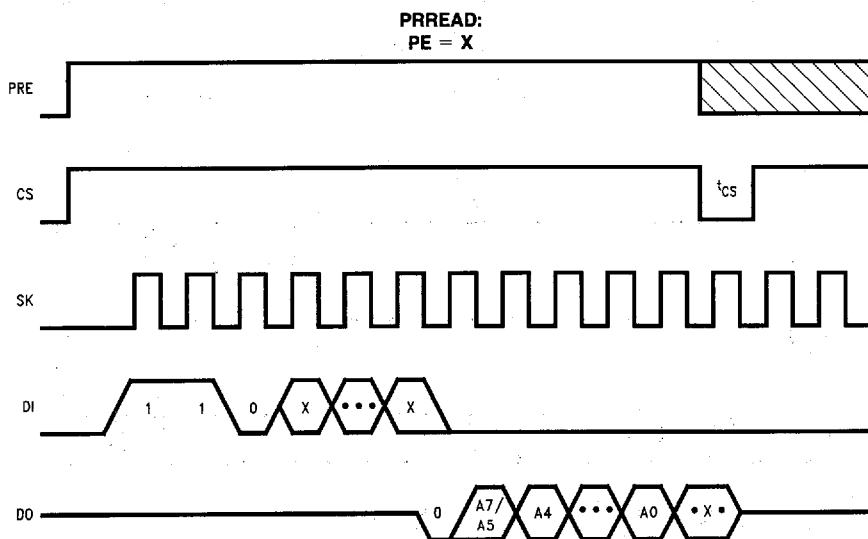 PRREAD:
PE = X
PRE
CS
tCS
SK
DI
1 1 0 X • • • X
DO
0 A7/ A5 A4 • • • A0 • X •